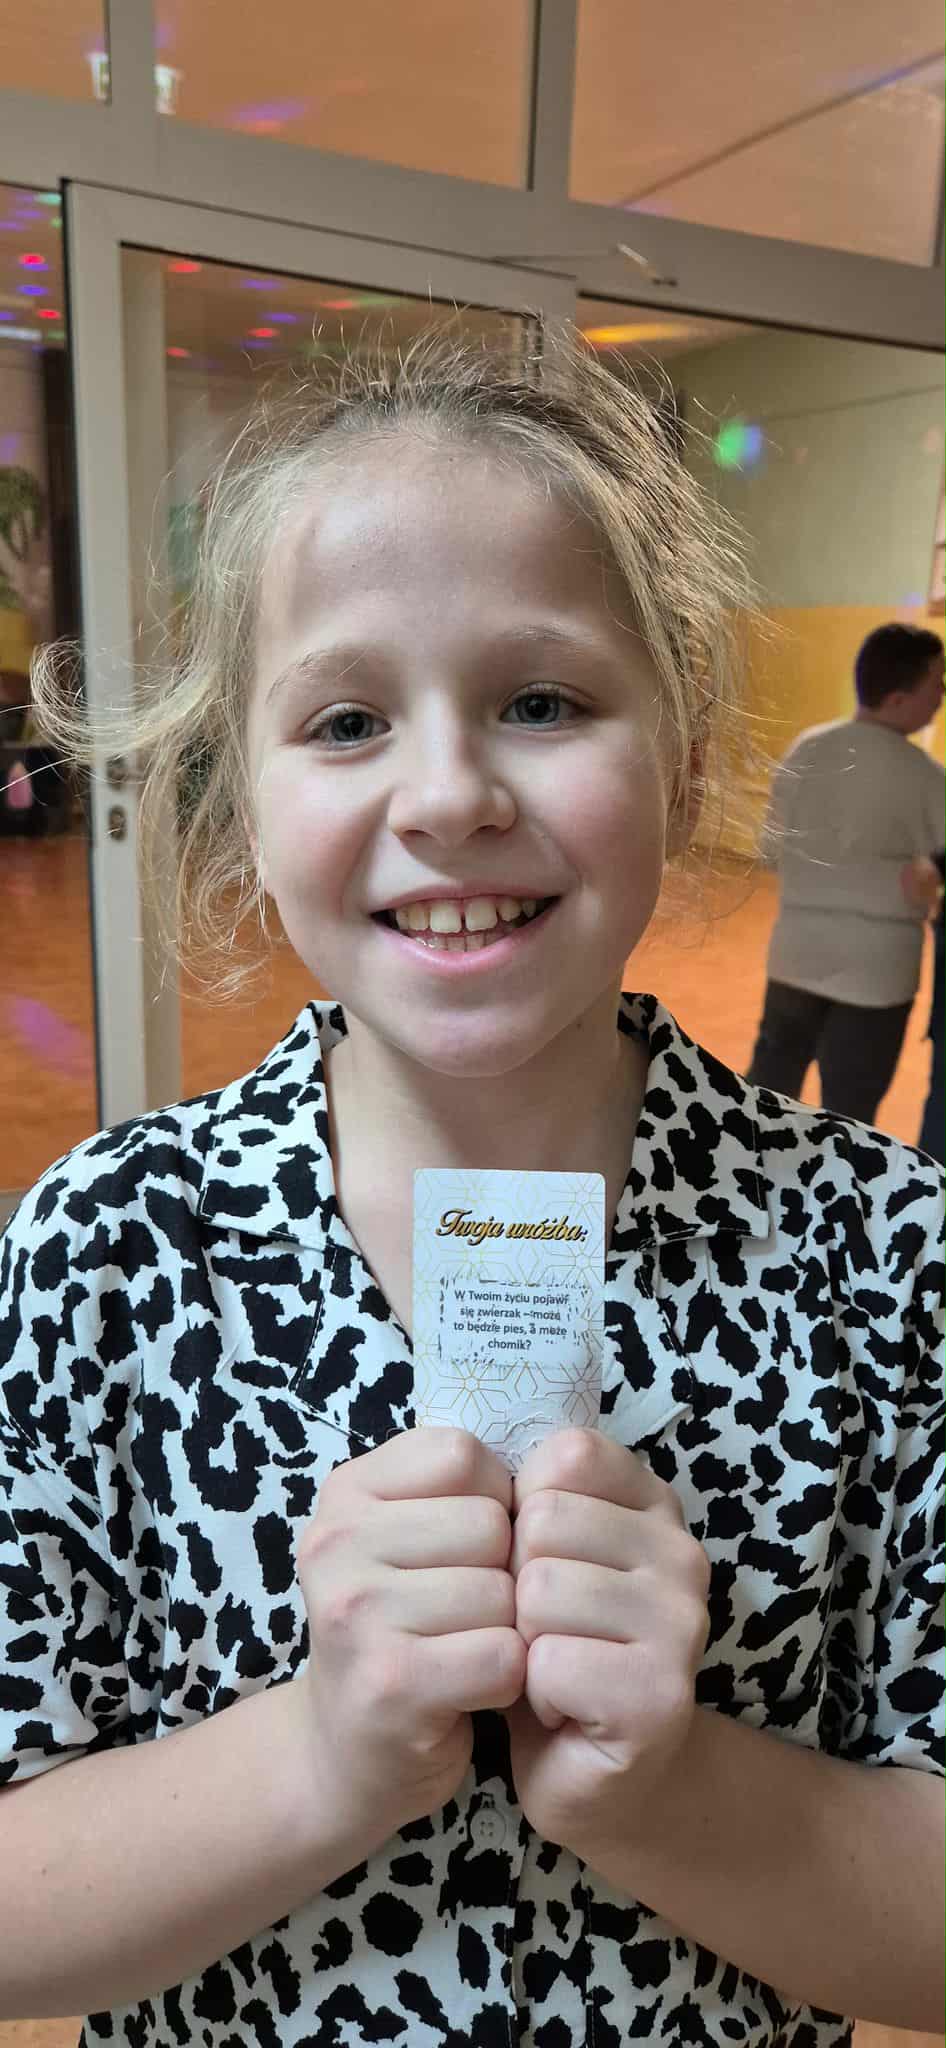 Twoja wróżba:
W Twoim życiu pojawi
się zwierzak – może
to będzie pies, a może
chomik?